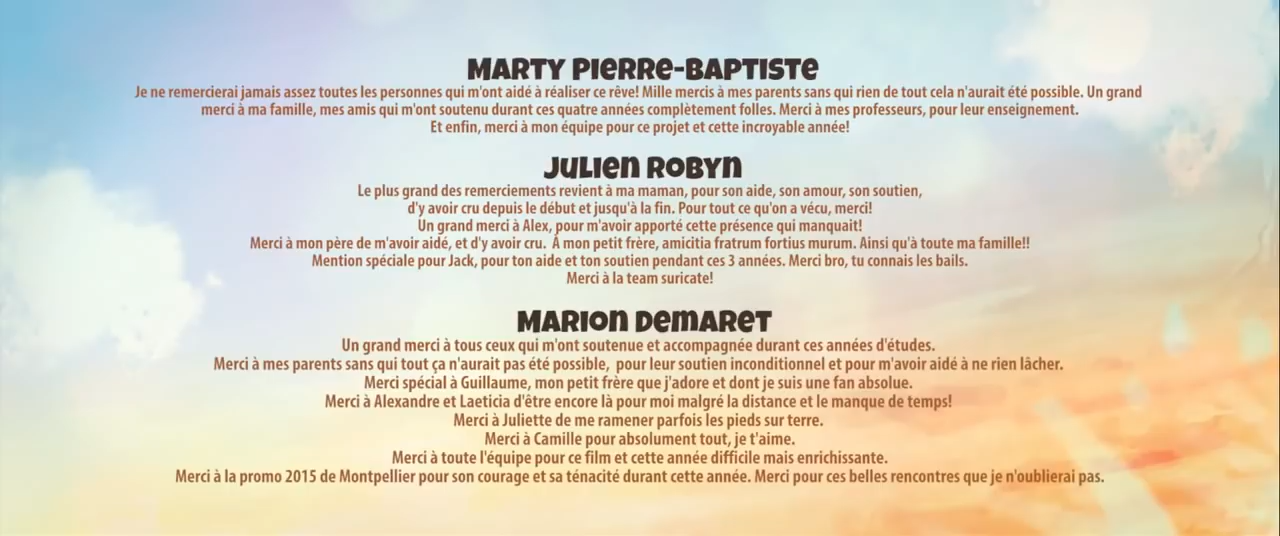 MARTY PIERRE-BAPTISTE
Je ne remercierai jamais assez toutes les personnes qui m'ont aidé à réaliser ce rêve! Mille mercis à mes parents sans qui rien de tout cela n'aurait été possible. Un grand
merci à ma famille, mes amis qui m'ont soutenu durant ces quatre années complètement folles. Merci à mes professeurs, pour leur enseignement.
Et enfin, merci à mon équipe pour ce projet et cette incroyable année!
JULIEN ROBYN
Le plus grand des remerciements revient à ma maman, pour son aide, son amour, son soutien,
d'y avoir cru depuis le début et jusqu'à la fin. Pour tout ce qu'on a vécu, merci!
Un grand merci à Alex, pour m'avoir apporté cette présence qui manquait!
Merci à mon père de m'avoir aidé, et d'y avoir cru. À mon petit frère, amicitia fratrum fortius murum. Ainsi qu'à toute ma famille!!
Mention spéciale pour Jack, pour ton aide et ton soutien pendant ces 3 années. Merci bro, tu connais les bails.
Merci à la team suricate!
MARION DEMARET
Un grand merci à tous ceux qui m'ont soutenue et accompagnée durant ces années d'études.
Merci à mes parents sans qui tout ça n'aurait pas été possible, pour leur soutien inconditionnel et pour m'avoir aidé à ne rien lâcher.
Merci spécial à Guillaume, mon petit frère que j'adore et dont je suis une fan absolue.
Merci à Alexandre et Laeticia d'être encore là pour moi malgré la distance et le manque de temps!
Merci à Juliette de me ramener parfois les pieds sur terre.
Merci à Camille pour absolument tout, je t'aime.
Merci à toute l'équipe pour ce film et cette année difficile mais enrichissante.
Merci à la promo 2015 de Montpellier pour son courage et sa ténacité durant cette année. Merci pour ces belles rencontres que je n'oublierai pas.